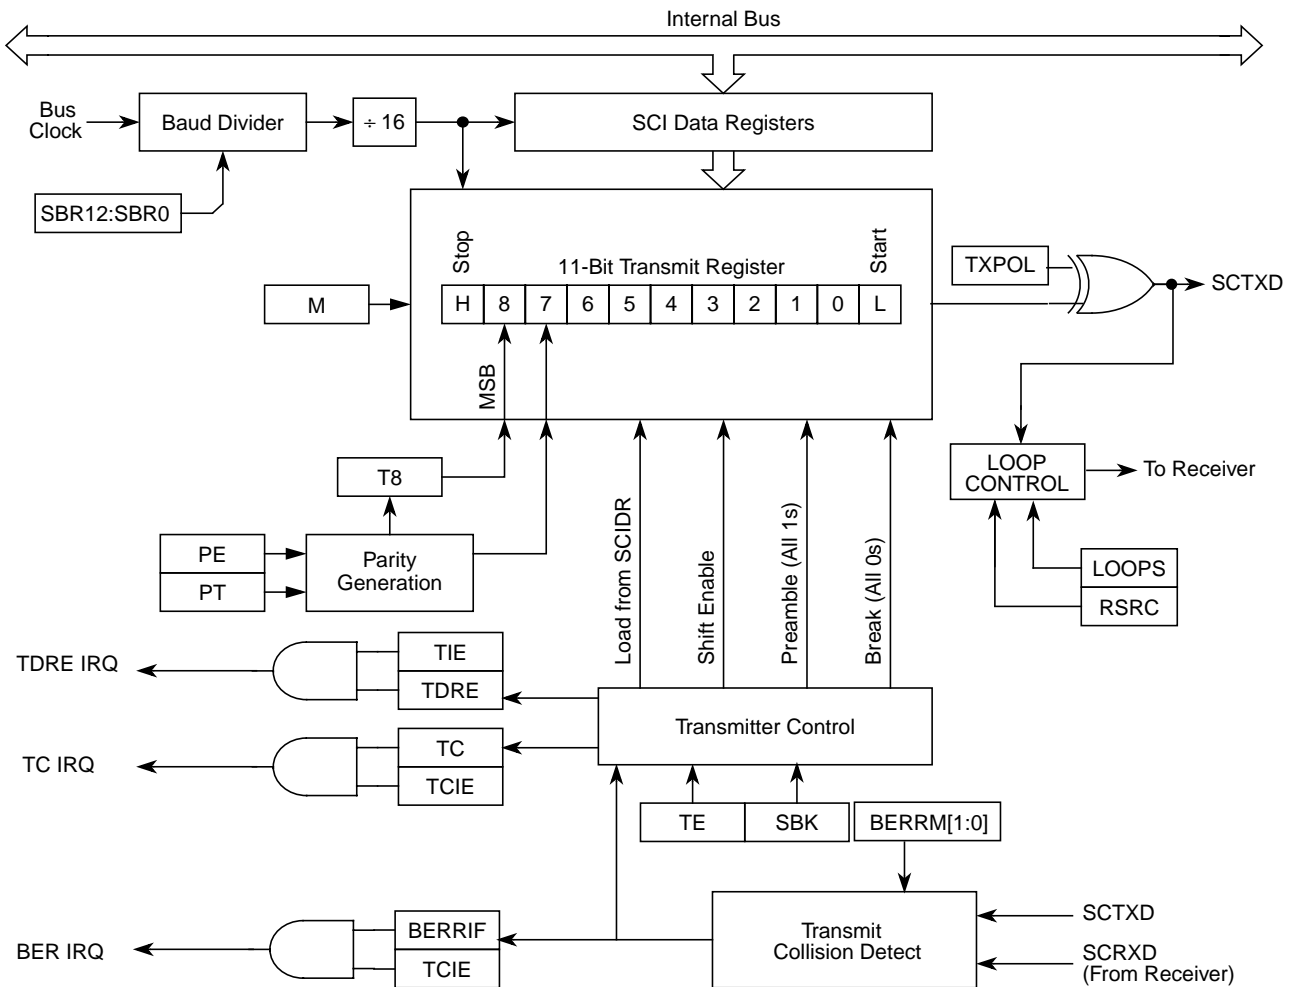 Internal Bus
Bus
Clock
Baud Divider
÷ 16
SCI Data Registers
SBR12:SBR0
Stop
11-Bit Transmit Register
Start
H 8 7 6 5 4 3 2 1 0 L
M
MSB
TXPOL
SCTXD
LOOP
CONTROL
To Receiver
LOOPS
RSRC
T8
PE
PT
Parity
Generation
Load from SCIDR
Shift Enable
Preamble (All 1s)
Break (All 0s)
TDRE IRQ
TIE
TDRE
TC IRQ
TC
TCIE
Transmitter Control
TE
SBK
BERRM[1:0]
BER IRQ
BERRIF
TCIE
Transmit
Collision Detect
SCTXD
SCRXD
(From Receiver)